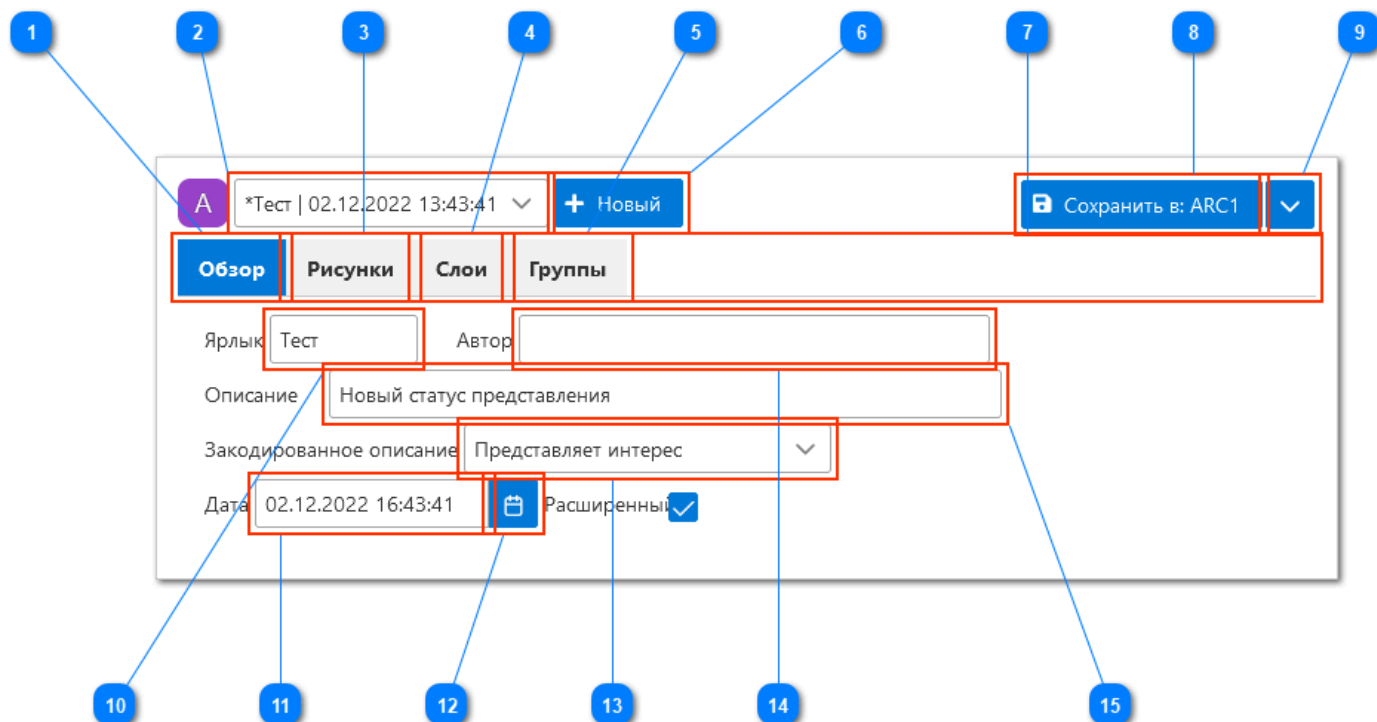 1 2 3 4 5 6 7 8 9
A *Тест | 02.12.2022 13:43:41 + Новый Сохранить в: ARC1
Обзор Рисунки Слои Группы
Ярлык Тест Автор
Описание Новый статус представления
Закодированное описание Представляет интерес
Дата 02.12.2022 16:43:41 Расширенный
10 11 12 13 14 15